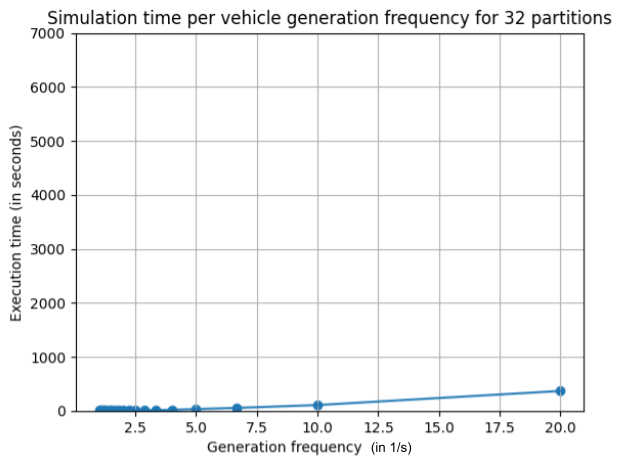 Simulation time per vehicle generation frequency for 32 partitions
7000
6000
5000
4000
3000
2000
1000
0
Execution time (in seconds)
2.5 5.0 7.5 10.0 12.5 15.0 17.5 20.0
Generation frequency (in 1/s)